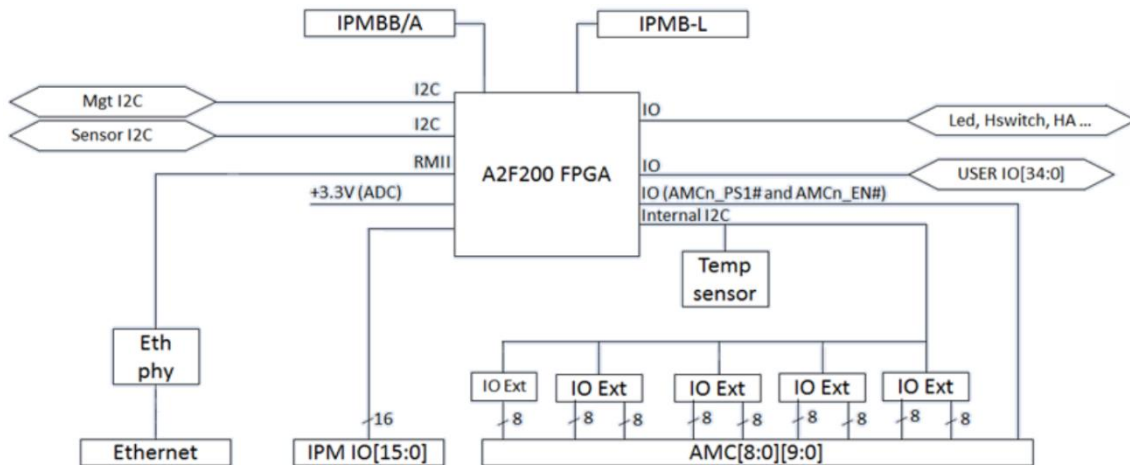 IPMBB/A
IPMB-L
I2C
Mgt I2C
IO
Led, Hswitch, HA ...
I2C
Sensor I2C
RMII
A2F200 FPGA
IO
USER IO[34:0]
+3.3V (ADC)
IO (AMCn_PS1# and AMCn_EN#)
Internal I2C
Temp
sensor
Eth
phy
IO Ext
IO Ext
IO Ext
IO Ext
IO Ext
16
8
8
8
8
8
8
8
8
8
Ethernet
IPM IO[15:0]
AMC[8:0][9:0]